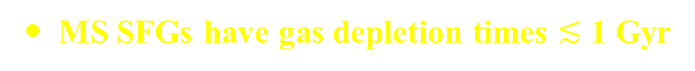 • MS SFGs have gas depletion times ≲ 1 Gyr